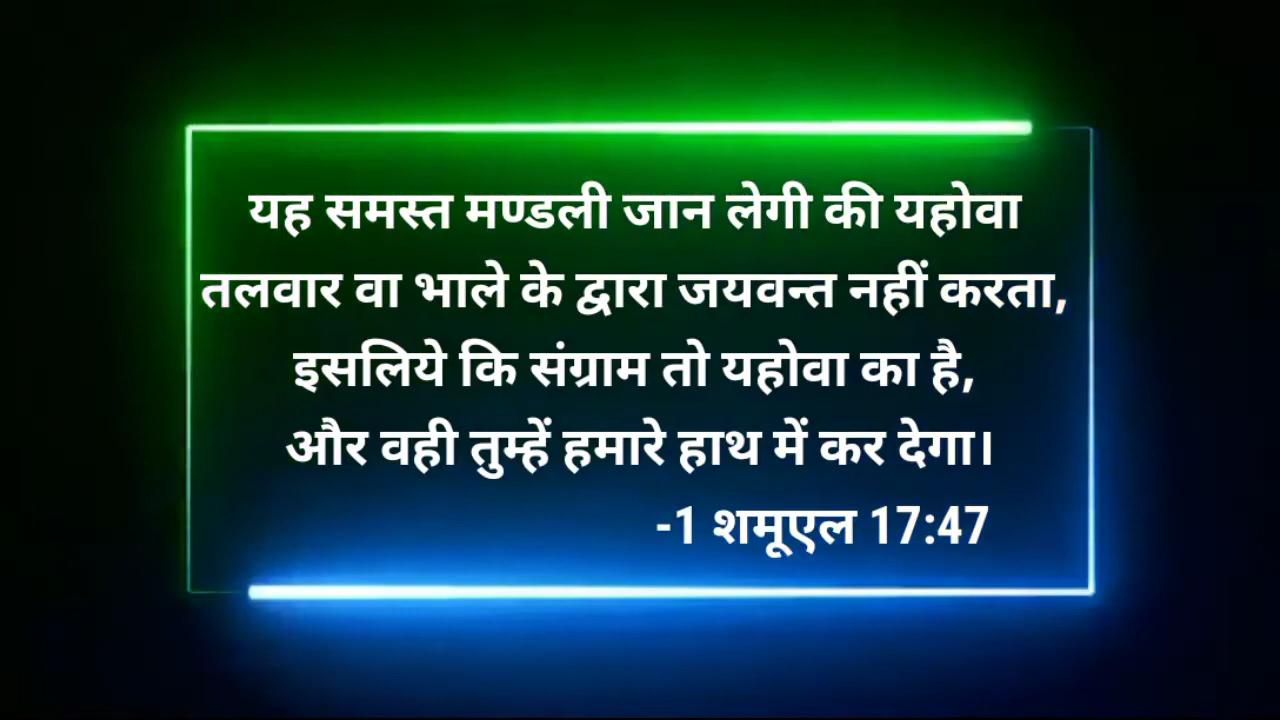 यह समस्त मण्डली जान लेगी की यहोवा
तलवार वा भाले के द्वारा जयवन्त नहीं करता,
इसलिये कि संग्राम तो यहोवा का है,
और वही तुम्हें हमारे हाथ में कर देगा।
-1 शमूएल 17:47